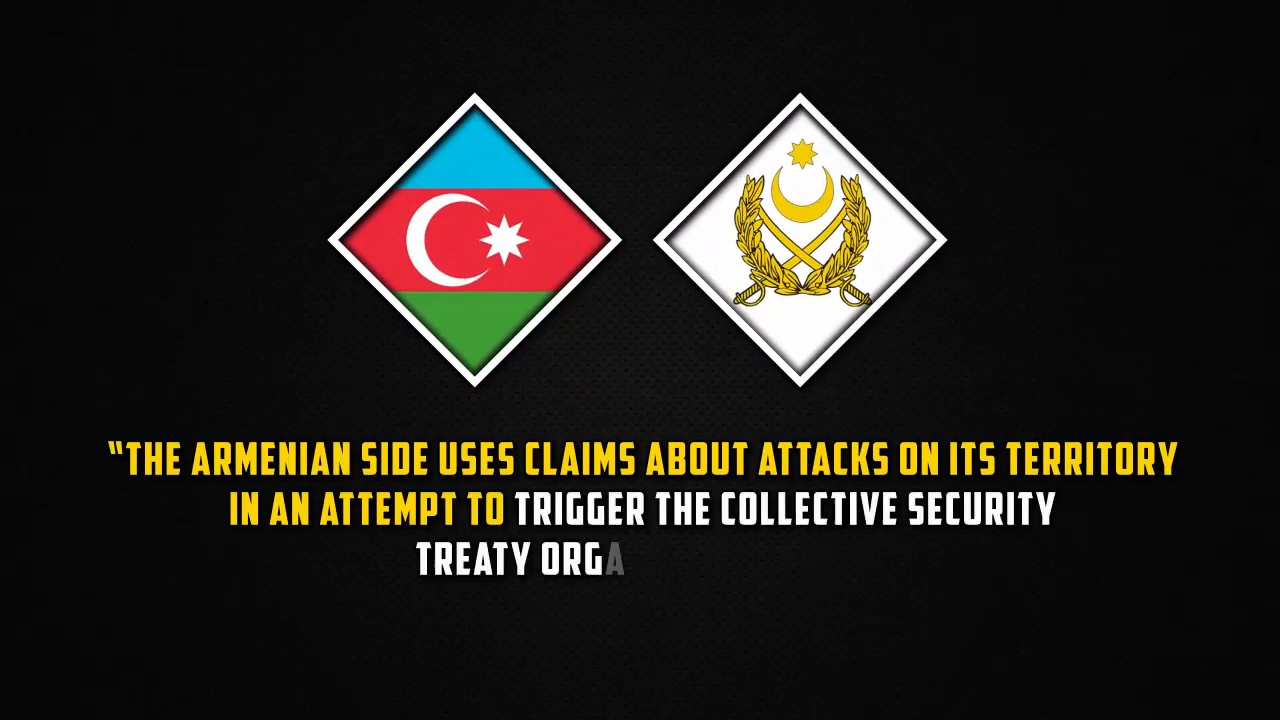 “THE ARMENIAN SIDE USES CLAIMS ABOUT ATTACKS ON ITS TERRITORY
IN AN ATTEMPT TO TRIGGER THE COLLECTIVE SECURITY
TREATY ORGA